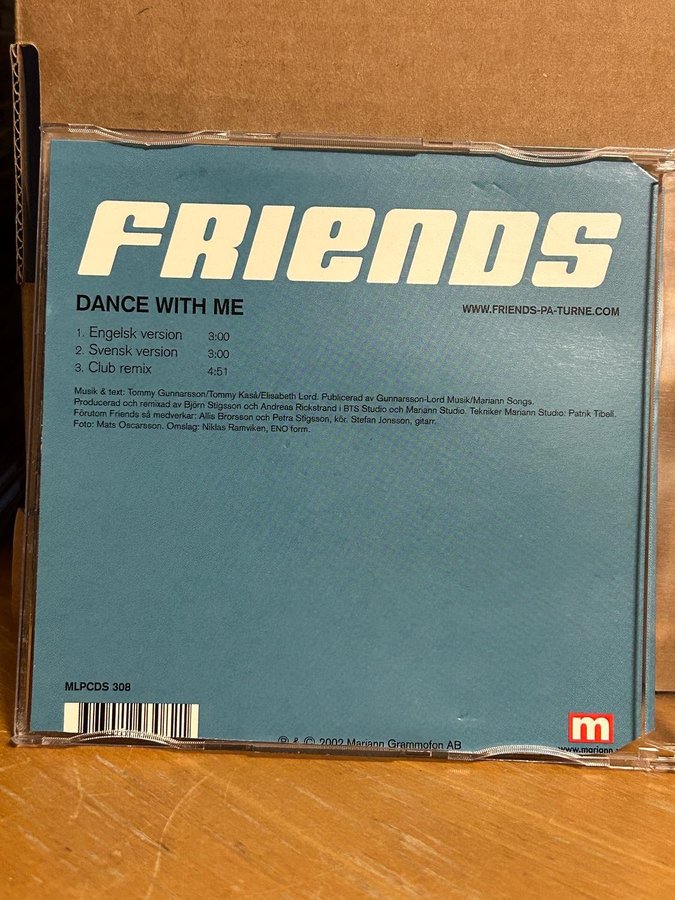 FRIENDS
DANCE WITH ME
WWW.FRIENDS-PA-TURNE.COM
1. Engelsk version 3:00
2. Svensk version 3:00
3. Club remix 4:51
Musik & text: Tommy Gunnarsson/Tommy Kaså/Elisabeth Lord. Publicerad av Gunnarsson-Lord Musik/Mariann Songs.
Producerad och remixad av Björn Stigsson och Andreas Rickstrand i BTS Studio och Mariann Studio. Tekniker Mariann Studio: Patrik Tibell.
Förutom Friends så medverkar: Allis Brorsson och Petra Stigsson, kör. Stefan Jonsson, gitarr.
Foto: Mats Oscarsson. Omslag: Niklas Ramviken, ENO form.
MLPCDS 308
m
℗ & © 2002 Mariann Grammofon AB
www.mariann.